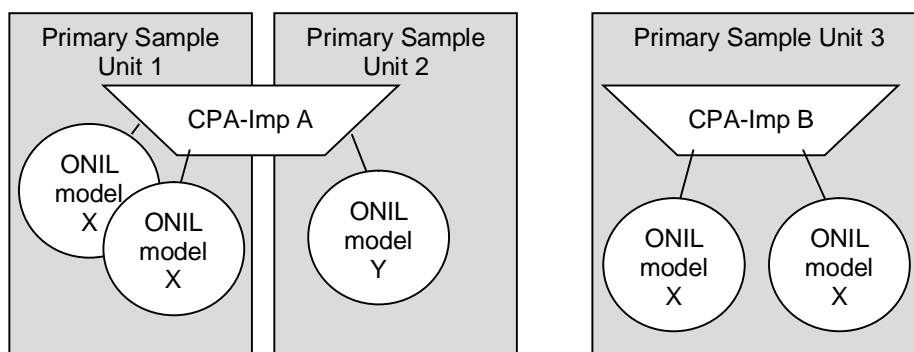 Primary Sample
Unit 1
Primary Sample
Unit 2
Primary Sample Unit 3
CPA-Imp A
CPA-Imp B
ONIL
model
X
ONIL
model
X
ONIL
model
Y
ONIL
model
X
ONIL
model
X